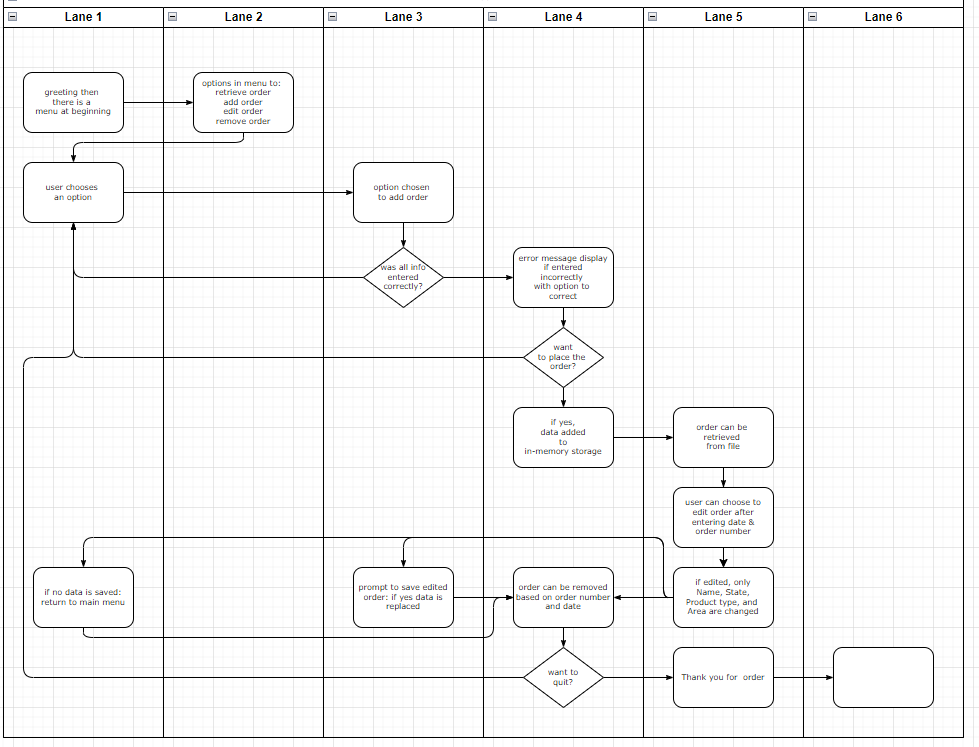 Lane 1
Lane 2
Lane 3
Lane 4
Lane 5
Lane 6
greeting then
there is a
menu at beginning
options in menu to:
retrieve order
add order
edit order
remove order
user chooses
an option
option chosen
to add order
was all info
entered
correctly?
error message display
if entered
incorrectly
with option to
correct
want
to place the
order?
if yes,
data added
to
in-memory storage
order can be
retrieved
from file
user can choose to
edit order after
entering date &
order number
if no data is saved:
return to main menu
prompt to save edited
order: if yes data is
replaced
order can be removed
based on order number
and date
if edited, only
Name, State,
Product type, and
Area are changed
want to
quit?
Thank you for order